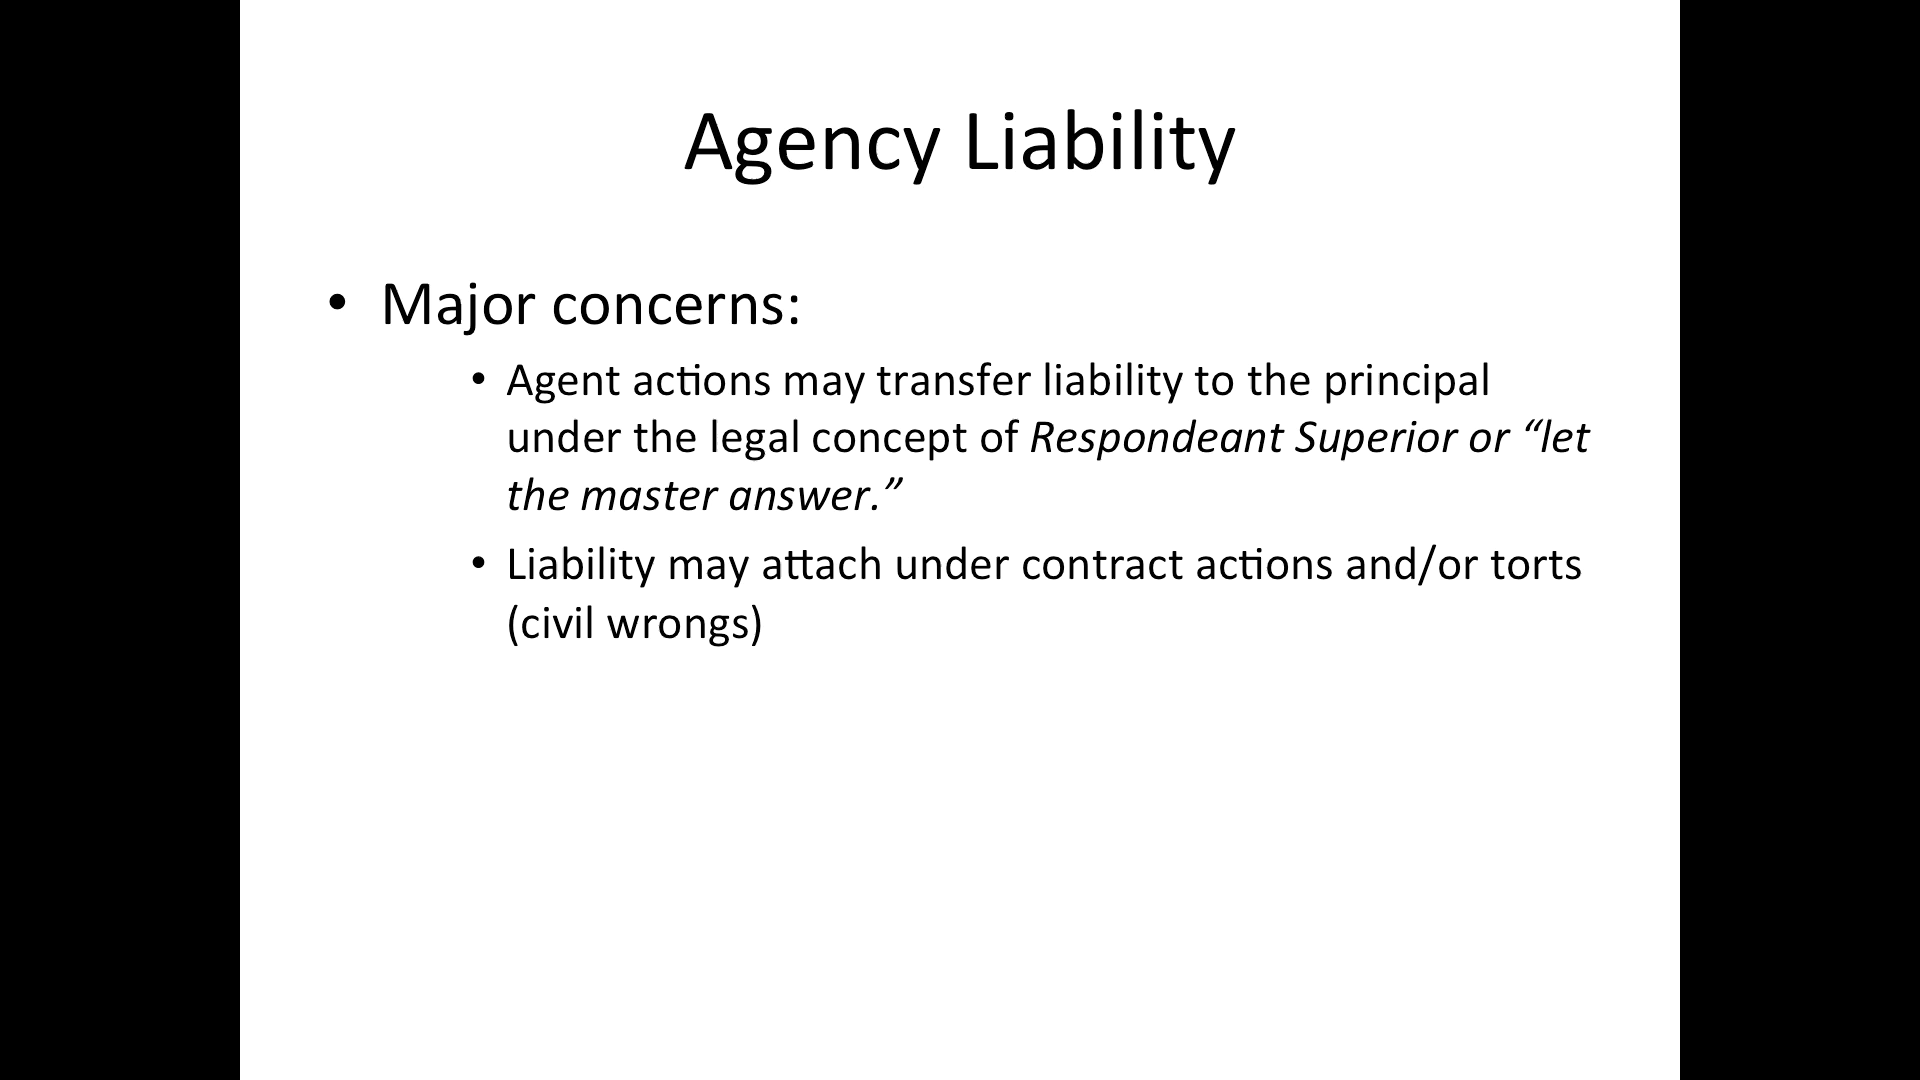 Agency Liability
• Major concerns:
• Agent actions may transfer liability to the principal
under the legal concept of Respondeant Superior or “let
the master answer.”
• Liability may attach under contract actions and/or torts
(civil wrongs)